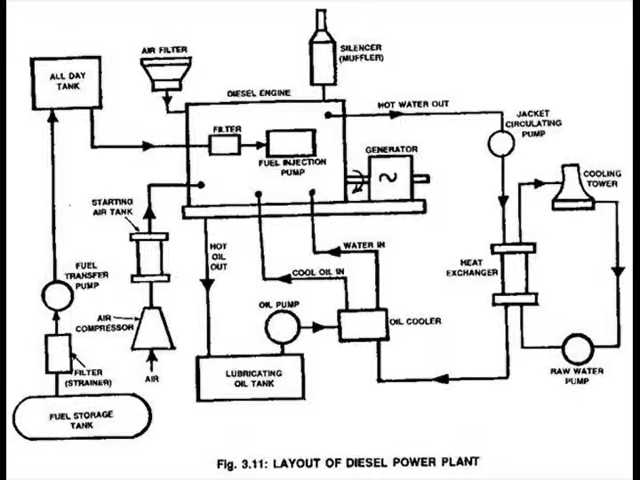 ALL DAY
TANK
AIR FILTER
SILENCER
(MUFFLER)
DIESEL ENGINE
HOT WATER OUT
JACKET
CIRCULATING
PUMP
FILTER
FUEL INJECTION
PUMP
GENERATOR
COOLING
TOWER
STARTING
AIR TANK
HOT
OIL
OUT
WATER IN
COOL OIL IN
HEAT
EXCHANGER
FUEL
TRANSFER
PUMP
AIR
COMPRESSOR
OIL PUMP
OIL COOLER
FILTER
(STRAINER)
AIR
LUBRICATING
OIL TANK
RAW WATER
PUMP
FUEL STORAGE
TANK
Fig. 3.11: LAYOUT OF DIESEL POWER PLANT